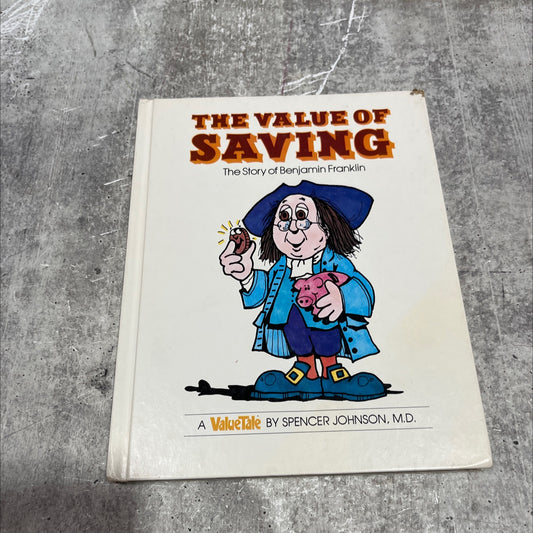 THE VALUE OF
SAVING
The Story of Benjamin Franklin
A ValueTale BY SPENCER JOHNSON, M.D.